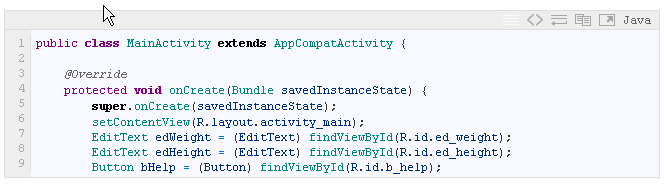 Java
1 public class MainActivity extends AppCompatActivity {
2
3 @Override
4 protected void onCreate(Bundle savedInstanceState) {
5 super.onCreate(savedInstanceState);
6 setContentView(R.layout.activity_main);
7 EditText edWeight = (EditText) findViewById(R.id.ed_weight);
8 EditText edHeight = (EditText) findViewById(R.id.ed_height);
9 Button bHelp = (Button) findViewById(R.id.b_help);